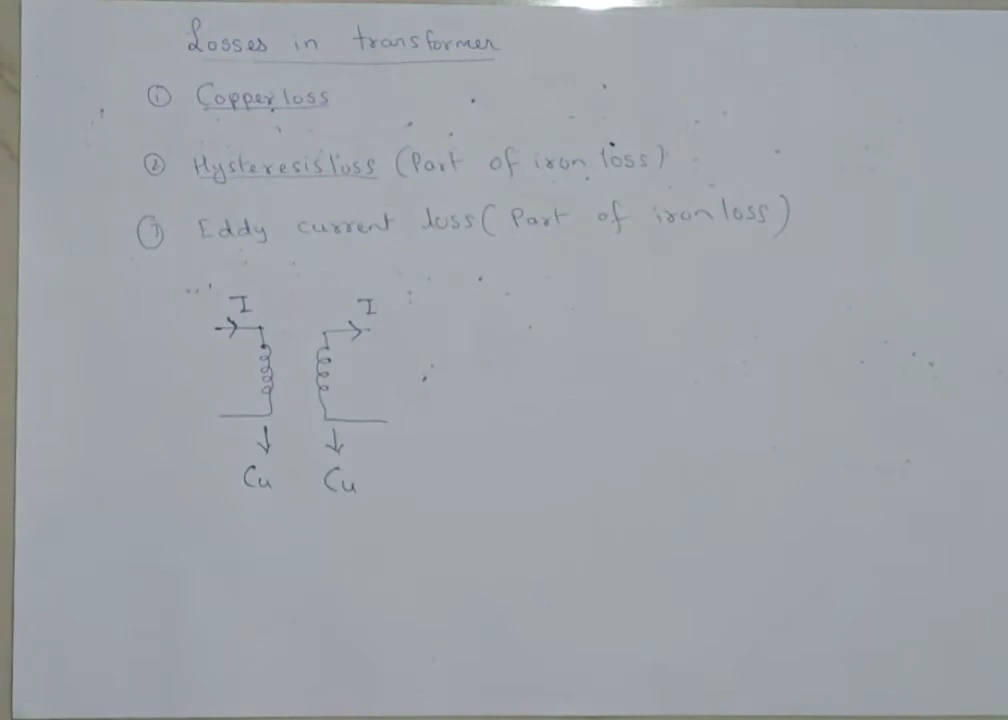 Losses in transformer
① Copper loss
② Hysteresis loss (Part of iron loss)
③ Eddy current loss (Part of iron loss)
I I
Cu Cu